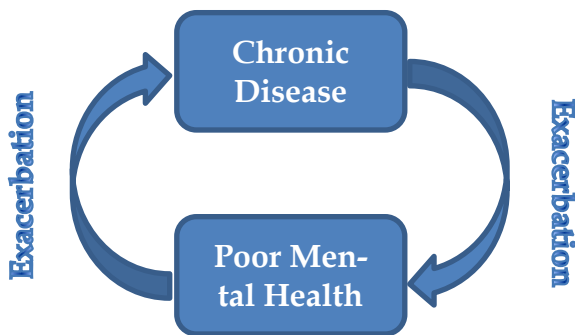 Chronic
Disease
Exacerbation
Exacerbation
Poor Men-
tal Health